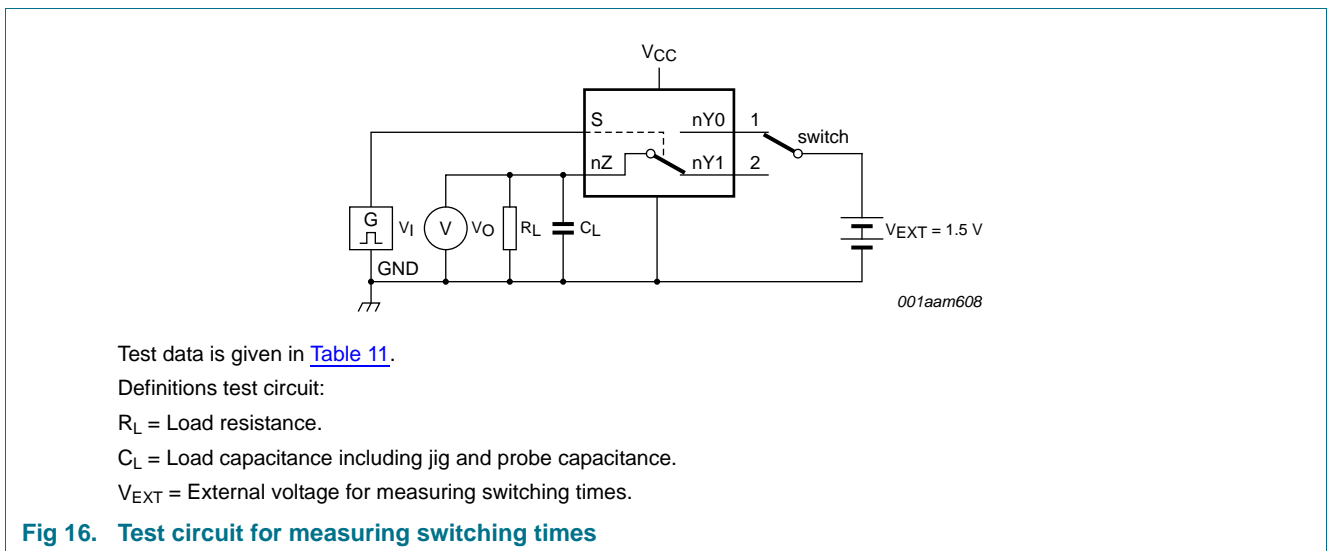 VCC
S nY0 1 switch
nZ nY1 2
G VI V VO RL CL VEXT = 1.5 V
GND
001aam608
Test data is given in Table 11.
Definitions test circuit:
RL = Load resistance.
CL = Load capacitance including jig and probe capacitance.
VEXT = External voltage for measuring switching times.
Fig 16. Test circuit for measuring switching times